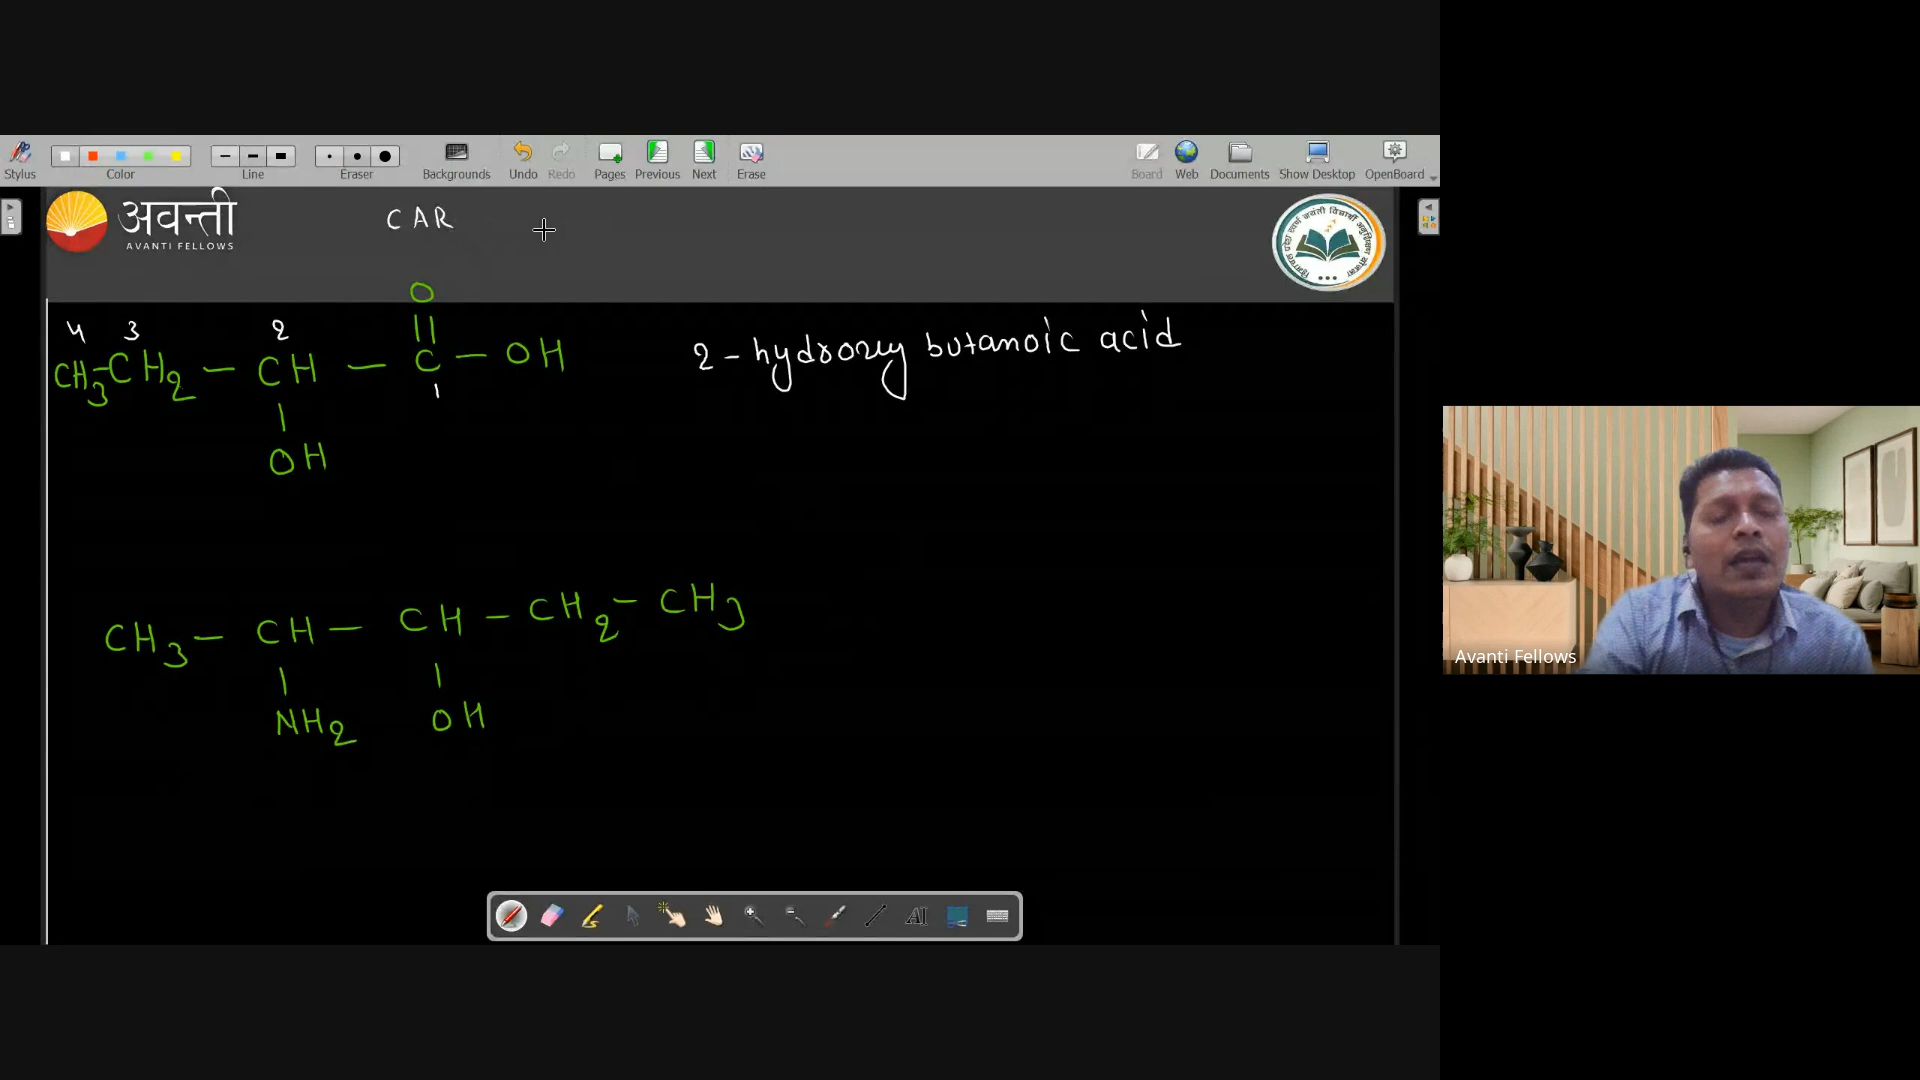 Stylus Color Line Eraser Backgrounds Undo Redo Pages Previous Next Erase Board Web Documents Show Desktop OpenBoard
अवन्ती
AVANTI FELLOWS
CAR
O
4 3 2
CH3-CH2 - CH - C - OH
1
OH
2-hydroxy butanoic acid
CH3 - CH - CH - CH2 - CH3
NH2 OH
AI
Avanti Fellows